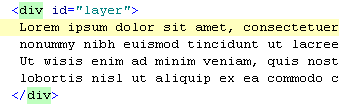 <div id="layer">
Lorem ipsum dolor sit amet, consectetuer
nonummy nibh euismod tincidunt ut lacree
Ut wisis enim ad minim veniam, quis nost
lobortis nisl ut aliquip ex ea commodo c
</div>